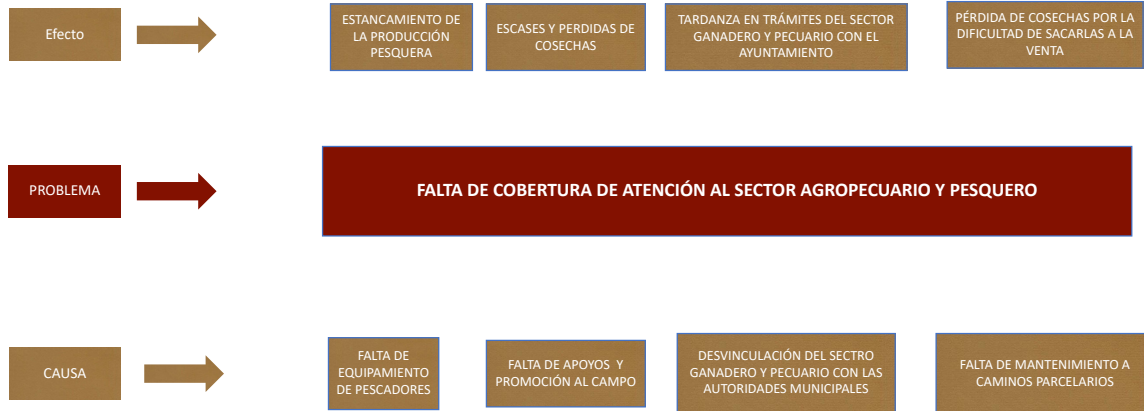 Efecto
ESTANCAMIENTO DE
LA PRODUCCIÓN
PESQUERA
ESCASES Y PERDIDAS DE
COSECHAS
TARDANZA EN TRÁMITES DEL SECTOR
GANADERO Y PECUARIO CON EL
AYUNTAMIENTO
PÉRDIDA DE COSECHAS POR LA
DIFICULTAD DE SACARLAS A LA
VENTA
PROBLEMA
FALTA DE COBERTURA DE ATENCIÓN AL SECTOR AGROPECUARIO Y PESQUERO
CAUSA
FALTA DE
EQUIPAMIENTO
DE PESCADORES
FALTA DE APOYOS Y
PROMOCIÓN AL CAMPO
DESVINCULACIÓN DEL SECTRO
GANADERO Y PECUARIO CON LAS
AUTORIDADES MUNICIPALES
FALTA DE MANTENIMIENTO A
CAMINOS PARCELARIOS